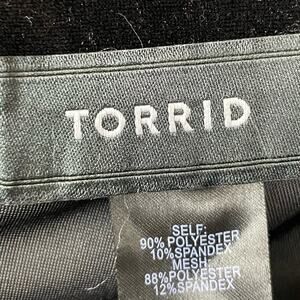 TORRID
SELF:
90% POLYESTER
10%SPANDEX
MESH:
88% POLYESTER
12%SPANDEX